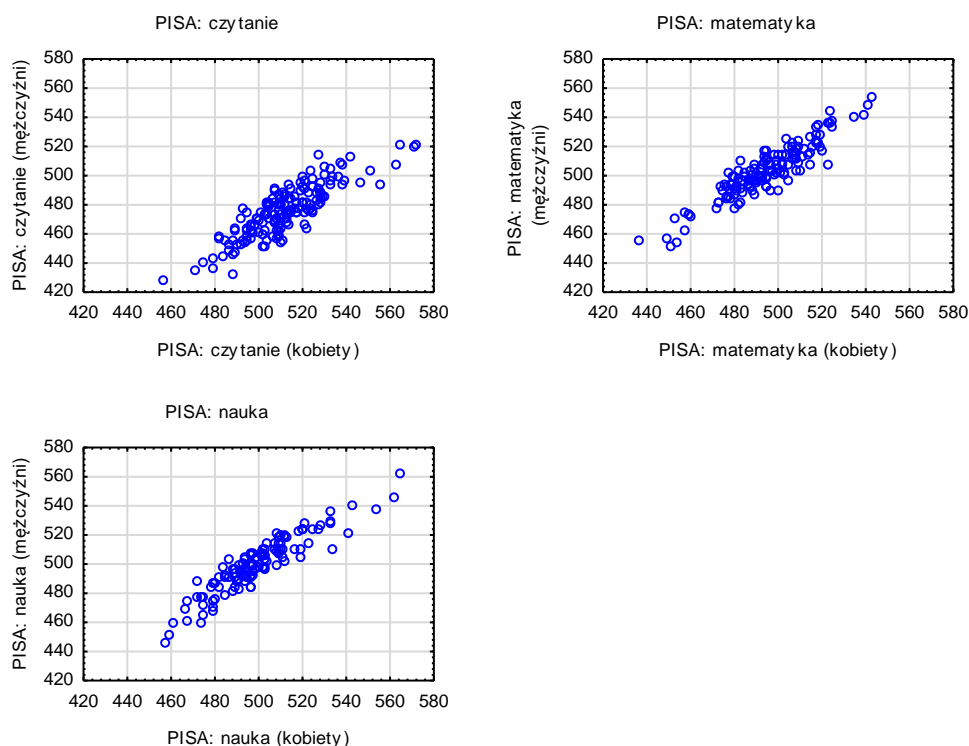 PISA: czytanie
580
560
540
520
500
480
460
440
420
420 440 460 480 500 520 540 560 580
PISA: czytanie (mężczyźni)
PISA: czytanie (kobiety)
PISA: matematyka
580
560
540
520
500
480
460
440
420
420 440 460 480 500 520 540 560 580
PISA: matematyka
(mężczyźni)
PISA: matematyka (kobiety)
PISA: nauka
580
560
540
520
500
480
460
440
420
420 440 460 480 500 520 540 560 580
PISA: nauka (mężczyźni)
PISA: nauka (kobiety)